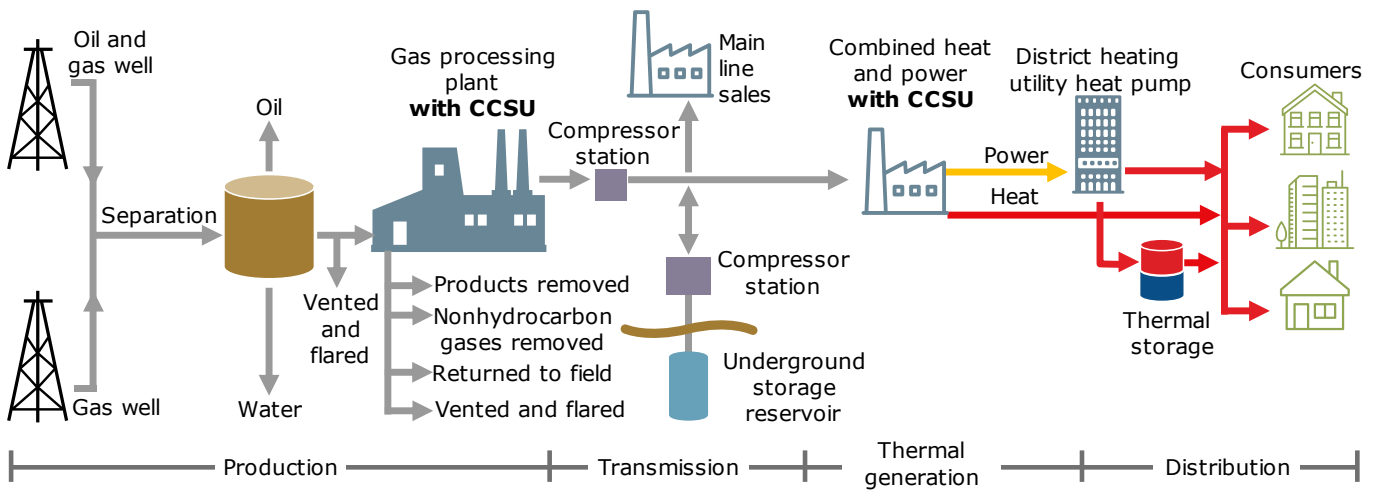 Oil and
gas well
Oil
Separation
Gas well
Water
Vented
and
flared
Gas processing
plant
with CCSU
Products removed
Nonhydrocarbon
gases removed
Returned to field
Vented and flared
Compressor
station
Main
line
sales
Compressor
station
Underground
storage
reservoir
Combined heat
and power
with CCSU
Power
Heat
District heating
utility heat pump
Thermal
storage
Consumers
Production
Transmission
Thermal
generation
Distribution